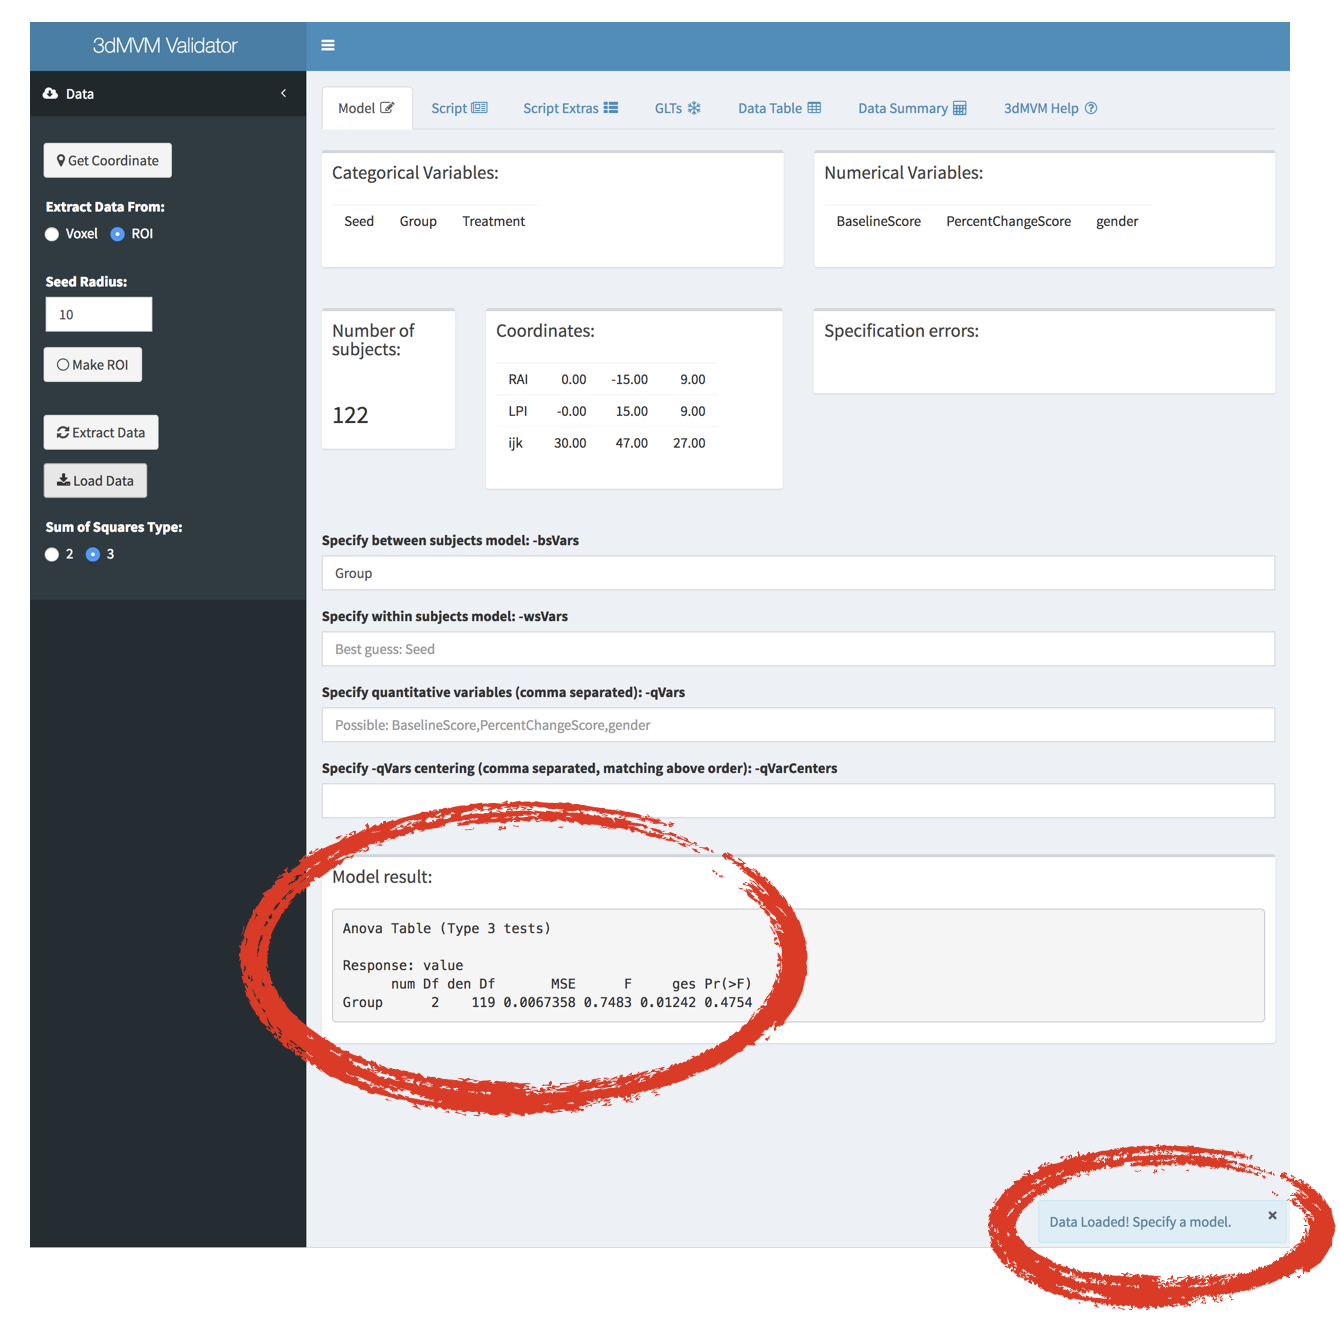 3dMVM Validator
Data
Get Coordinate
Extract Data From:
Voxel ROI
Seed Radius:
10
Make ROI
Extract Data
Load Data
Sum of Squares Type:
2 3
Model Script Script Extras GLTs Data Table Data Summary 3dMVM Help
Categorical Variables:
Seed Group Treatment
Numerical Variables:
BaselineScore PercentChangeScore gender
Number of
subjects:
122
Coordinates:
RAI 0.00 -15.00 9.00
LPI -0.00 15.00 9.00
ijk 30.00 47.00 27.00
Specification errors:
Specify between subjects model: -bsVars
Group
Specify within subjects model: -wsVars
Best guess: Seed
Specify quantitative variables (comma separated): -qVars
Possible: BaselineScore,PercentChangeScore,gender
Specify -qVars centering (comma separated, matching above order): -qVarCenters
Model result:
Anova Table (Type 3 tests)
Response: value
num Df den Df MSE F ges Pr(>F)
Group 2 119 0.0067358 0.7483 0.01242 0.4754
Data Loaded! Specify a model. ×